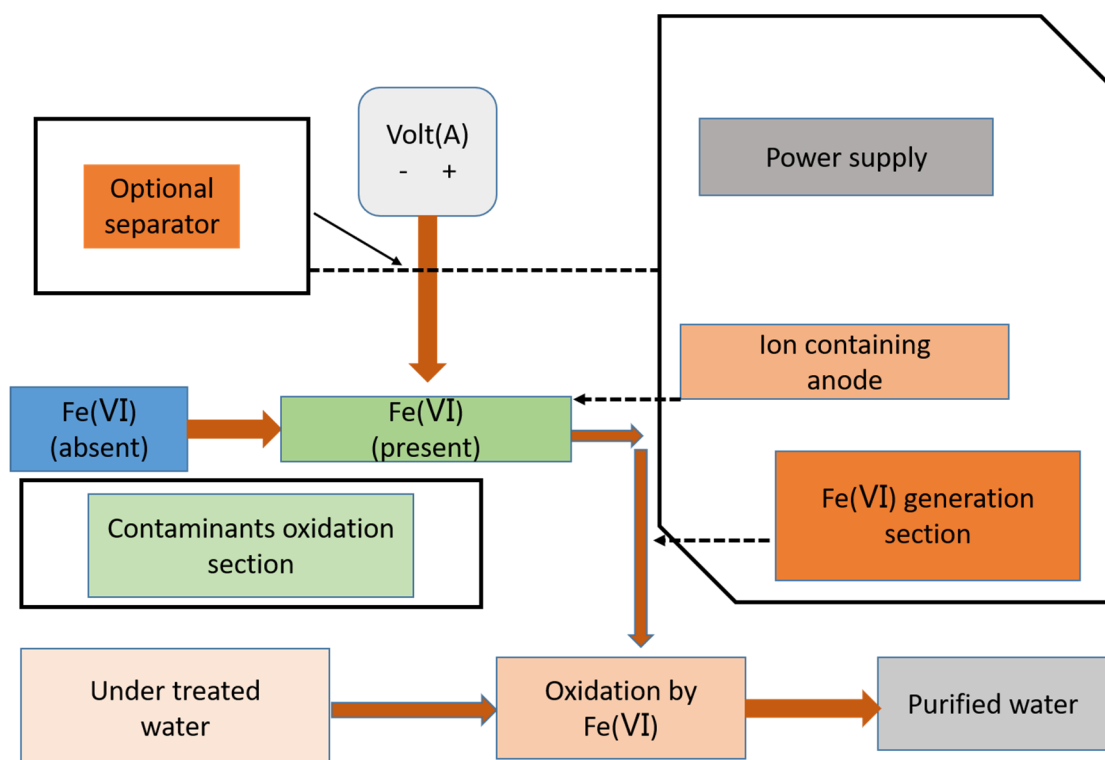 Volt(A)
- +
Optional
separator
Power supply
Ion containing
anode
Fe(VI)
(absent)
Fe(VI)
(present)
Fe(VI) generation
section
Contaminants oxidation
section
Under treated
water
Oxidation by
Fe(VI)
Purified water